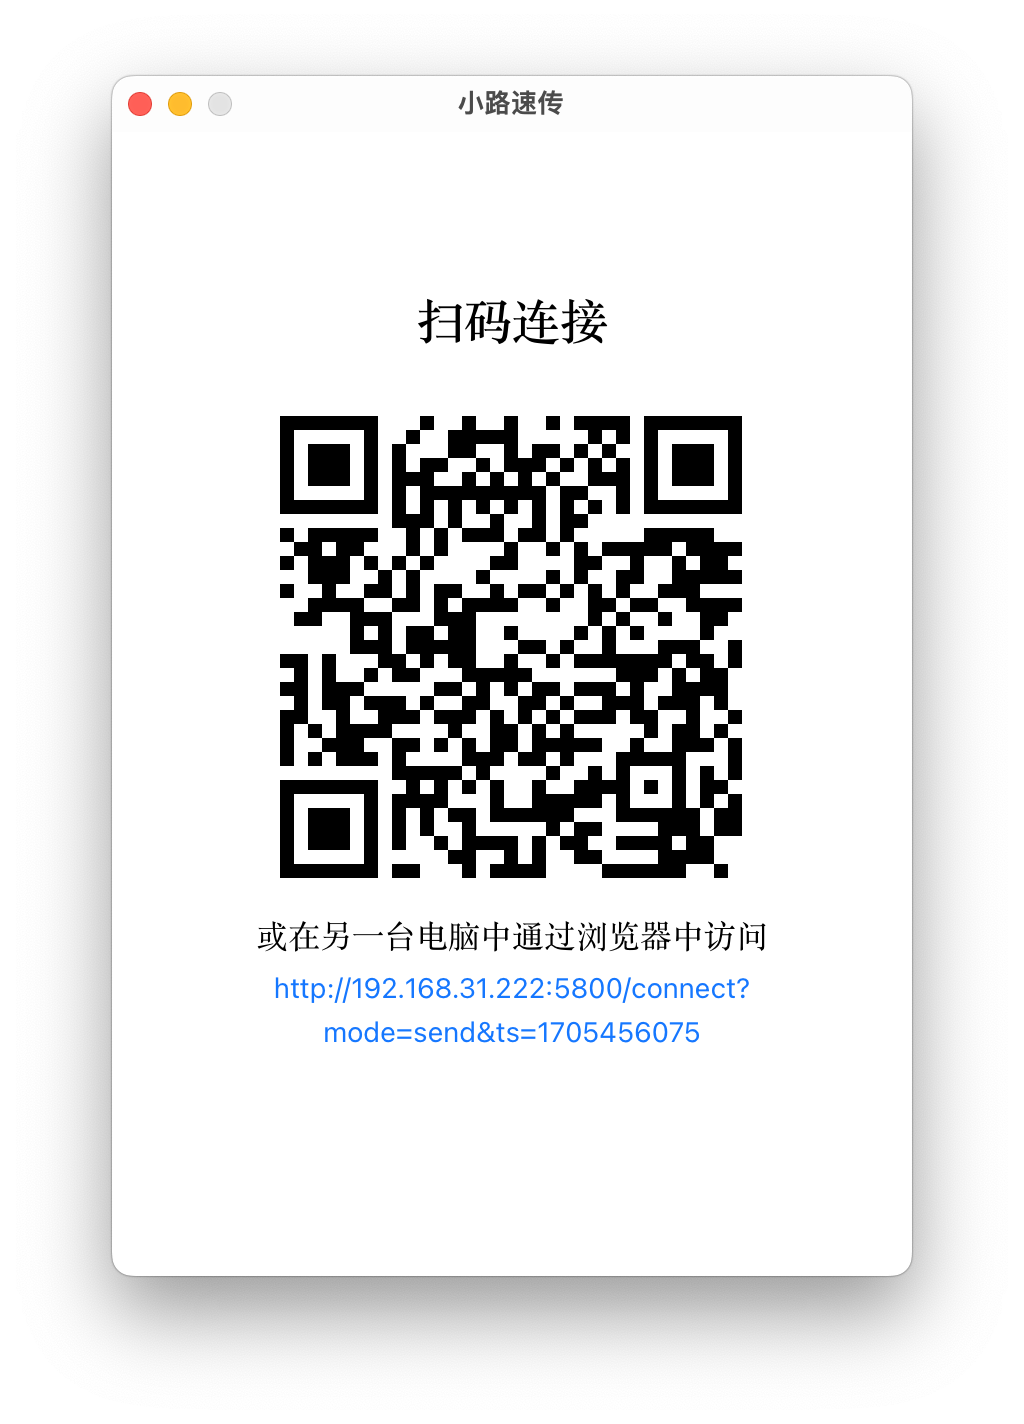 小路速传
扫码连接
或在另一台电脑中通过浏览器中访问
http://192.168.31.222:5800/connect?
mode=send&ts=1705456075